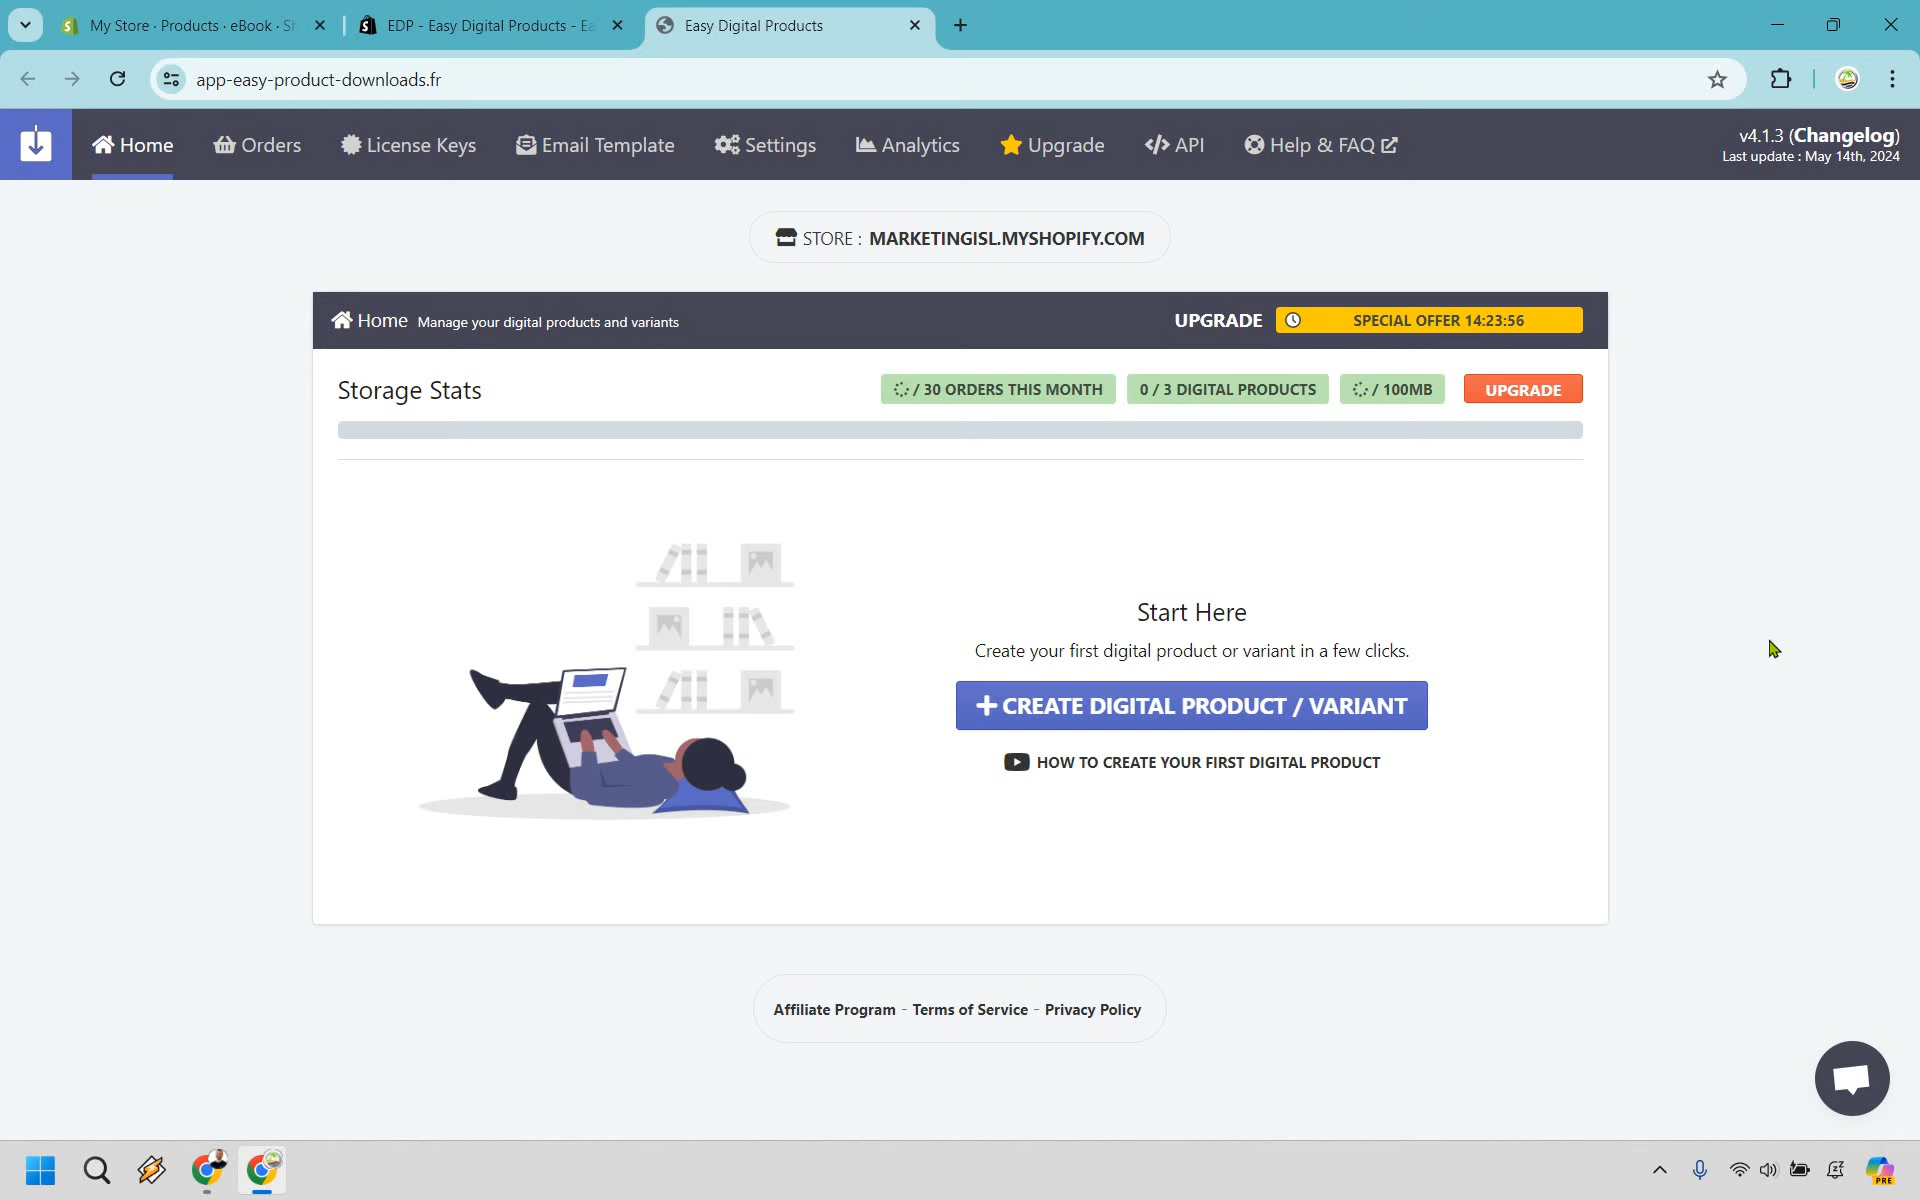 My Store · Products · eBook · Sh
EDP - Easy Digital Products - Ea
Easy Digital Products
app-easy-product-downloads.fr
Home
Orders
License Keys
Email Template
Settings
Analytics
Upgrade
API
Help & FAQ
v4.1.3 (Changelog)
Last update : May 14th, 2024
STORE : MARKETINGISL.MYSHOPIFY.COM
Home Manage your digital products and variants
UPGRADE
SPECIAL OFFER 14:23:56
Storage Stats
/ 30 ORDERS THIS MONTH
0 / 3 DIGITAL PRODUCTS
/ 100MB
UPGRADE
Start Here
Create your first digital product or variant in a few clicks.
CREATE DIGITAL PRODUCT / VARIANT
HOW TO CREATE YOUR FIRST DIGITAL PRODUCT
Affiliate Program - Terms of Service - Privacy Policy
PRE